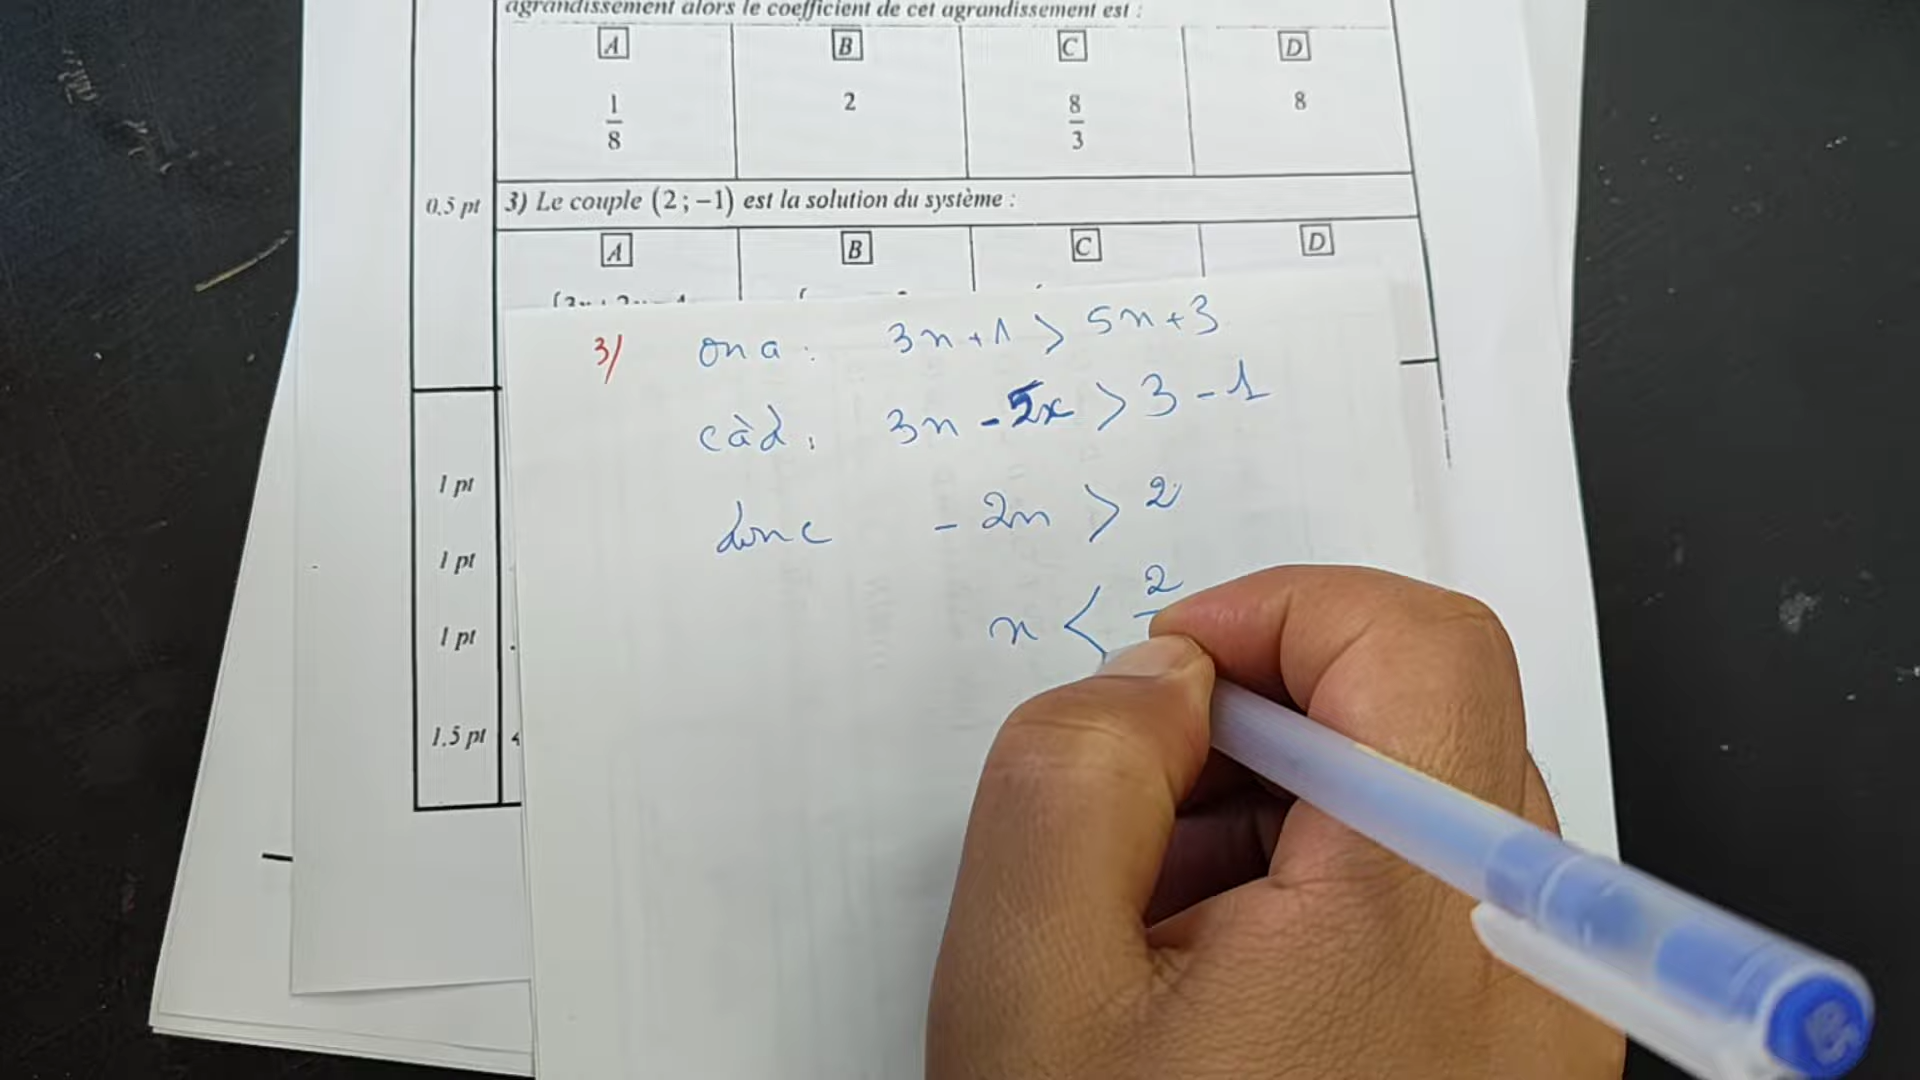 agrandissement alors le coefficient de cet agrandissement est :
A B C D
1/8 2 8/3 8
0.5 pt 3) Le couple (2 ; −1) est la solution du système :
A B C D
3/ on a : 3x + 1 > 5x + 3
càd : 3x - 5x > 3 - 1
1 pt
donc - 2x > 2
1 pt
x < 2
1 pt
1.5 pt